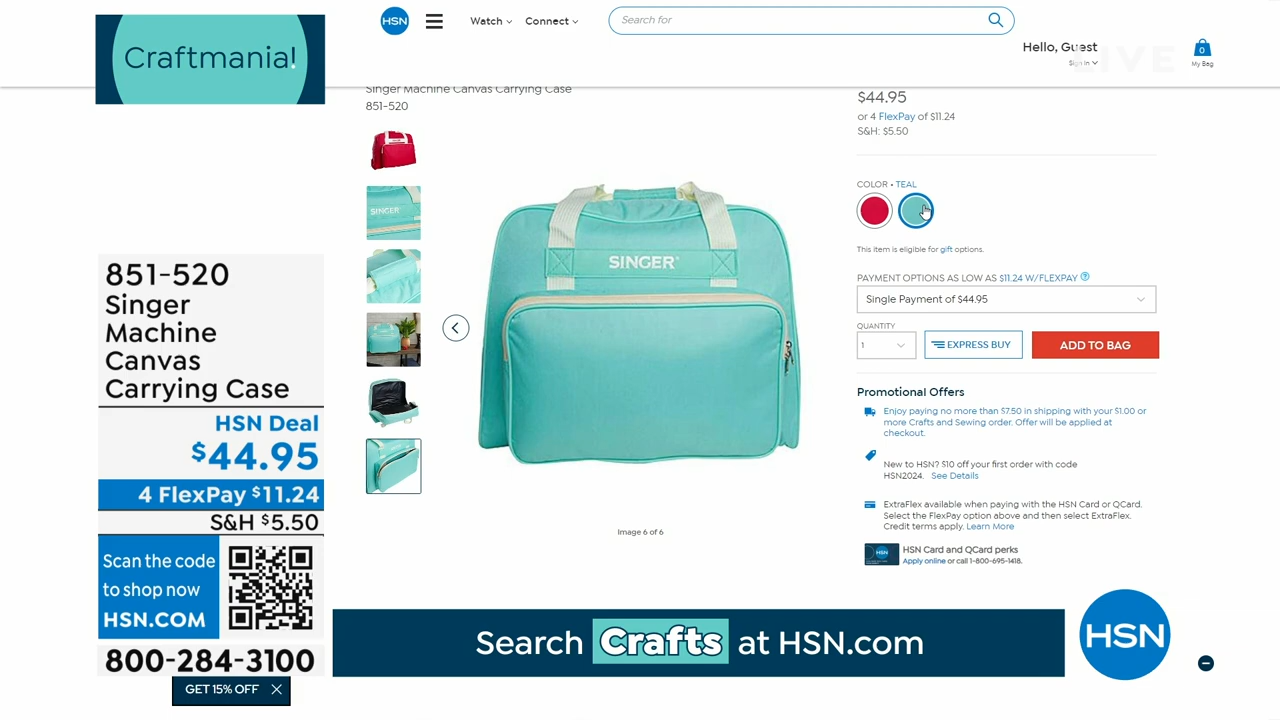 Craftmania!
HSN
Watch
Connect
Search for
Hello, Guest
Sign In
LIVE
0
My Bag
Singer Machine Canvas Carrying Case
851-520
$44.95
or 4 FlexPay of $11.24
S&H: $5.50
COLOR • TEAL
This item is eligible for gift options.
PAYMENT OPTIONS AS LOW AS $11.24 W/FLEXPAY ?
Single Payment of $44.95
QUANTITY
1
EXPRESS BUY
ADD TO BAG
Promotional Offers
Enjoy paying no more than $7.50 in shipping with your $1.00 or
more Crafts and Sewing order. Offer will be applied at
checkout.
New to HSN? $10 off your first order with code
HSN2024. See Details
ExtraFlex available when paying with the HSN Card or QCard.
Select the FlexPay option above and then select ExtraFlex.
Credit terms apply. Learn More
HSN
HSN Card and QCard perks
Apply online or call 1-800-695-1418.
SINGER
SINGER
Image 6 of 6
851-520
Singer
Machine
Canvas
Carrying Case
HSN Deal
$44.95
4 FlexPay $11.24
S&H $5.50
Scan the code
to shop now
HSN.COM
800-284-3100
GET 15% OFF
Search Crafts at HSN.com
HSN